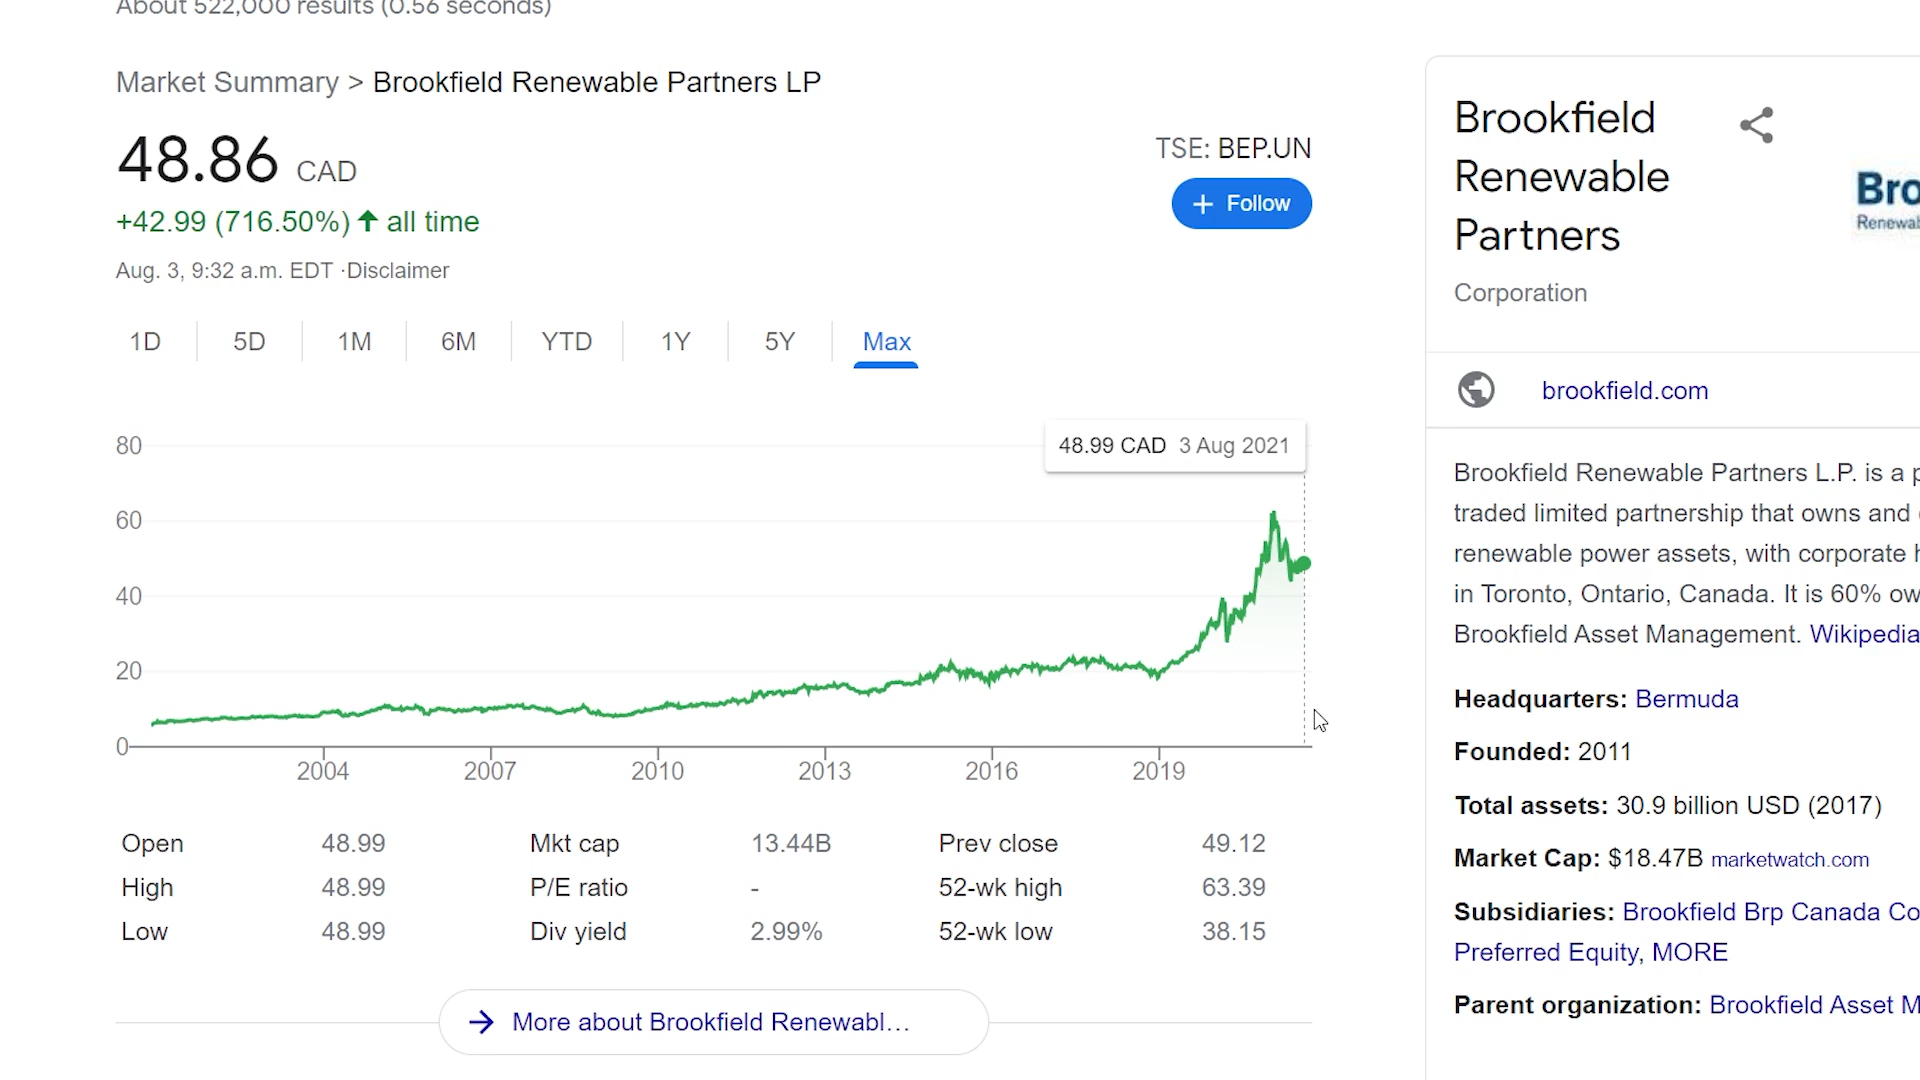 About 522,000 results (0.56 seconds)
Market Summary > Brookfield Renewable Partners LP
48.86 CAD
+42.99 (716.50%) all time
Aug. 3, 9:32 a.m. EDT ·Disclaimer
TSE: BEP.UN
+ Follow
1D 5D 1M 6M YTD 1Y 5Y Max
48.99 CAD 3 Aug 2021
80
60
40
20
0
2004 2007 2010 2013 2016 2019
Open 48.99 Mkt cap 13.44B Prev close 49.12
High 48.99 P/E ratio - 52-wk high 63.39
Low 48.99 Div yield 2.99% 52-wk low 38.15
More about Brookfield Renewabl...
Brookfield
Renewable
Partners
Corporation
Bro
Renewab
brookfield.com
Brookfield Renewable Partners L.P. is a p
traded limited partnership that owns and
renewable power assets, with corporate h
in Toronto, Ontario, Canada. It is 60% ow
Brookfield Asset Management. Wikipedia
Headquarters: Bermuda
Founded: 2011
Total assets: 30.9 billion USD (2017)
Market Cap: $18.47B marketwatch.com
Subsidiaries: Brookfield Brp Canada Co
Preferred Equity, MORE
Parent organization: Brookfield Asset M